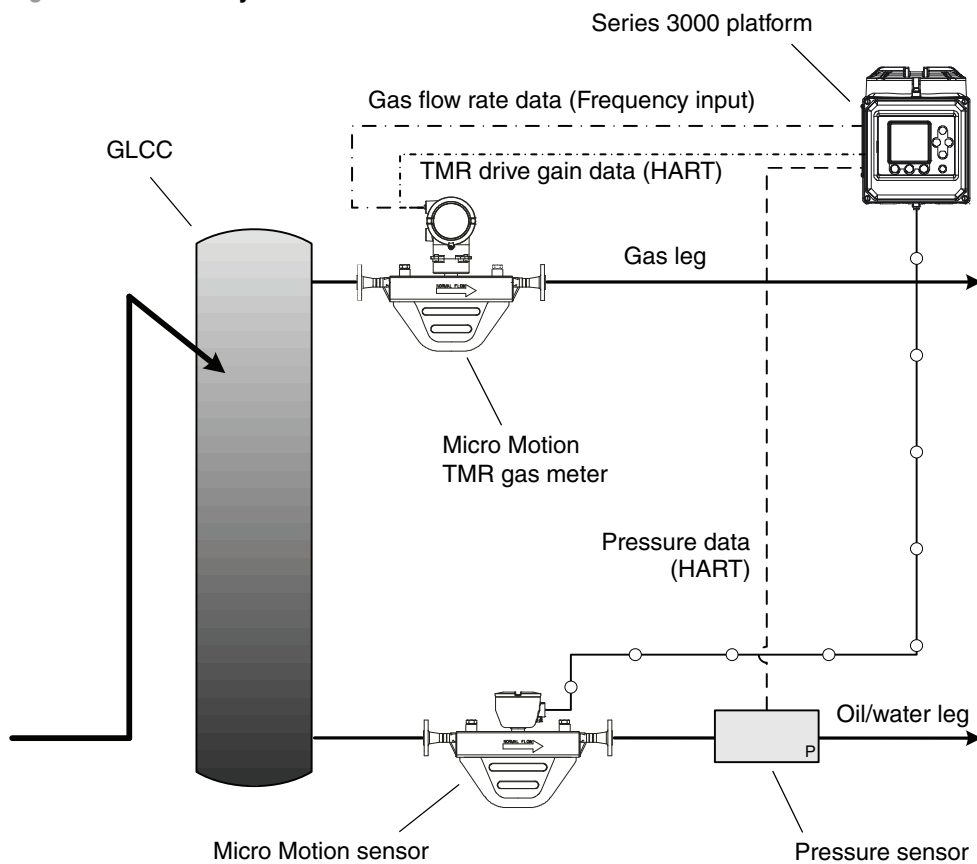 Series 3000 platform
Gas flow rate data (Frequency input)
GLCC
TMR drive gain data (HART)
Gas leg
NORMAL FLOW
Micro Motion
TMR gas meter
Pressure data
(HART)
Oil/water leg
NORMAL FLOW
P
Micro Motion sensor
Pressure sensor